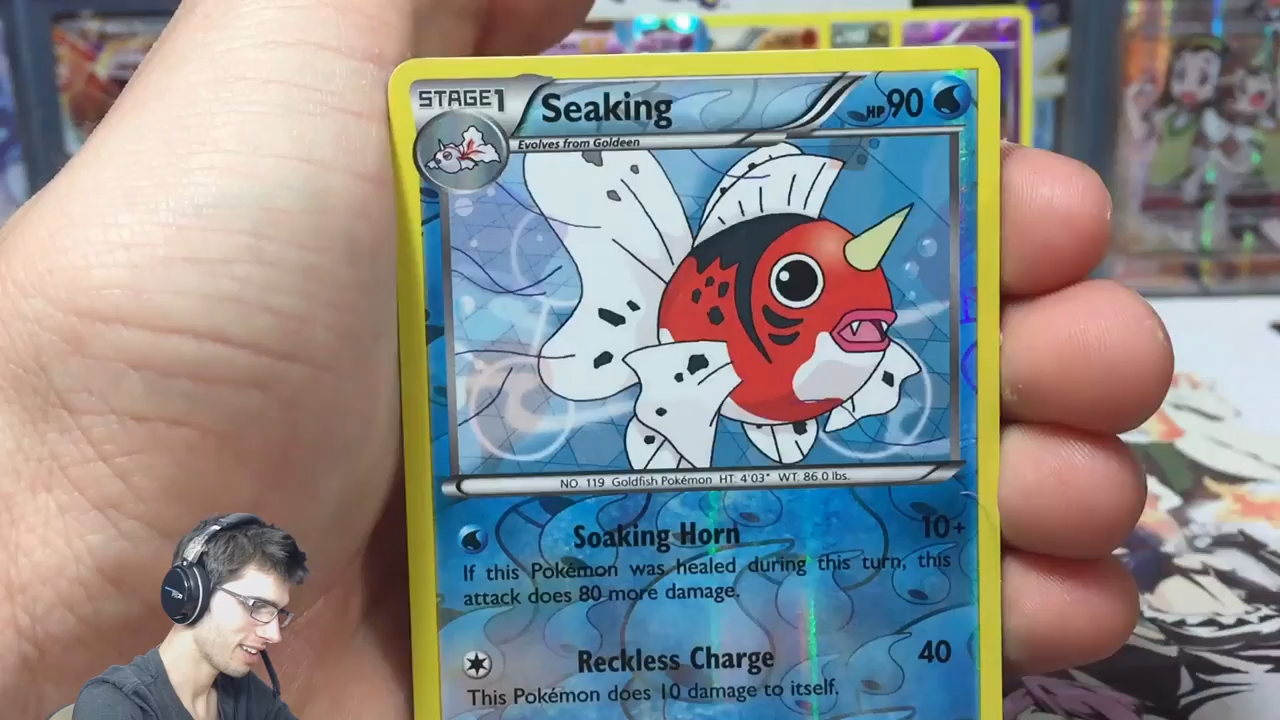 STAGE1
Seaking
HP90
Evolves from Goldeen
NO. 119 Goldfish Pokémon HT: 4'03" WT: 86.0 lbs.
Soaking Horn 10+
If this Pokémon was healed during this turn, this
attack does 80 more damage.
Reckless Charge 40
This Pokémon does 10 damage to itself.